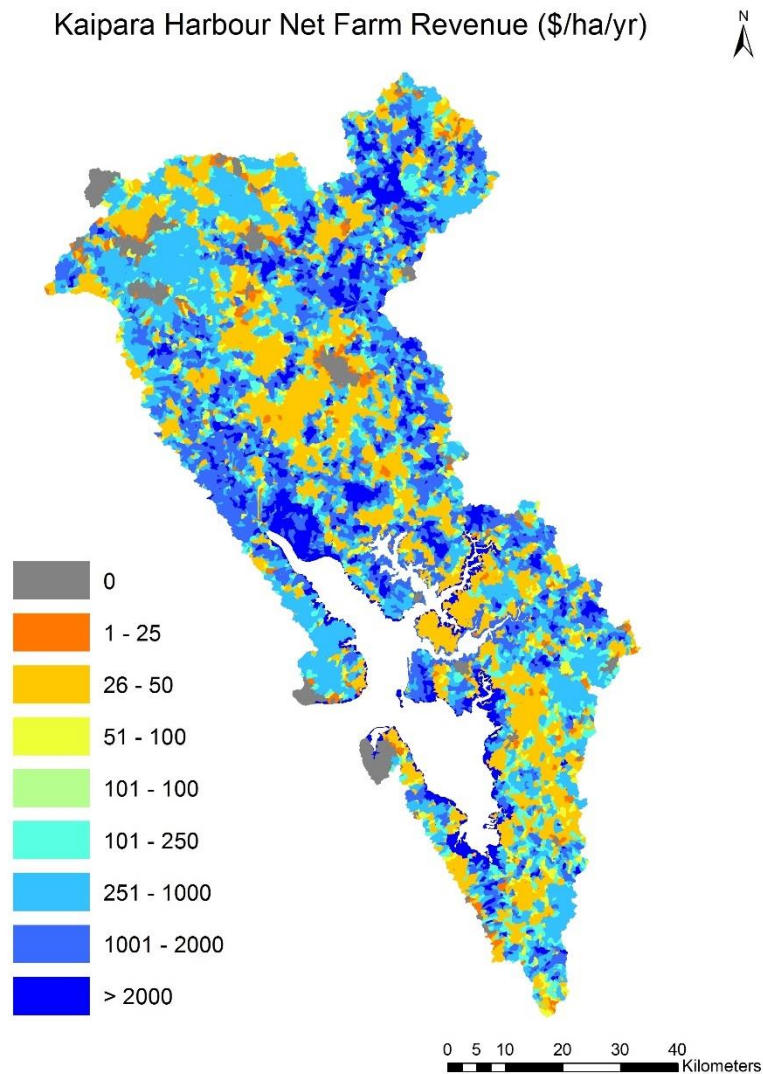 Kaipara Harbour Net Farm Revenue ($/ha/yr)
N
0
1 - 25
26 - 50
51 - 100
101 - 100
101 - 250
251 - 1000
1001 - 2000
> 2000
0 5 10 20 30 40
Kilometers